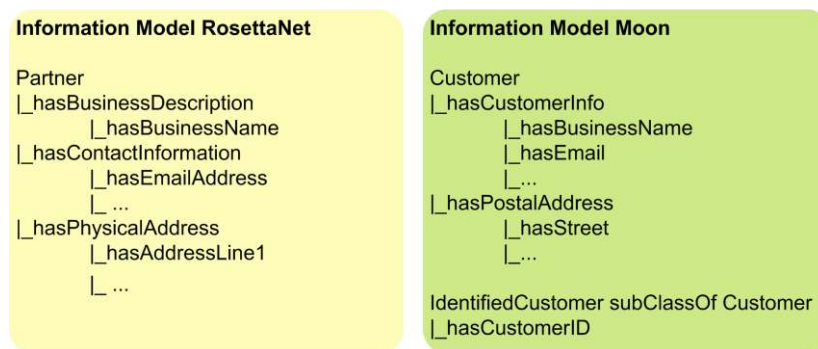 Information Model RosettaNet
Partner
|_hasBusinessDescription
|_hasBusinessName
|_hasContactInformation
|_hasEmailAddress
|_ ...
|_hasPhysicalAddress
|_hasAddressLine1
|_ ...
Information Model Moon
Customer
|_hasCustomerInfo
|_hasBusinessName
|_hasEmail
|_...
|_hasPostalAddress
|_hasStreet
|_...
IdentifiedCustomer subClassOf Customer
|_hasCustomerID